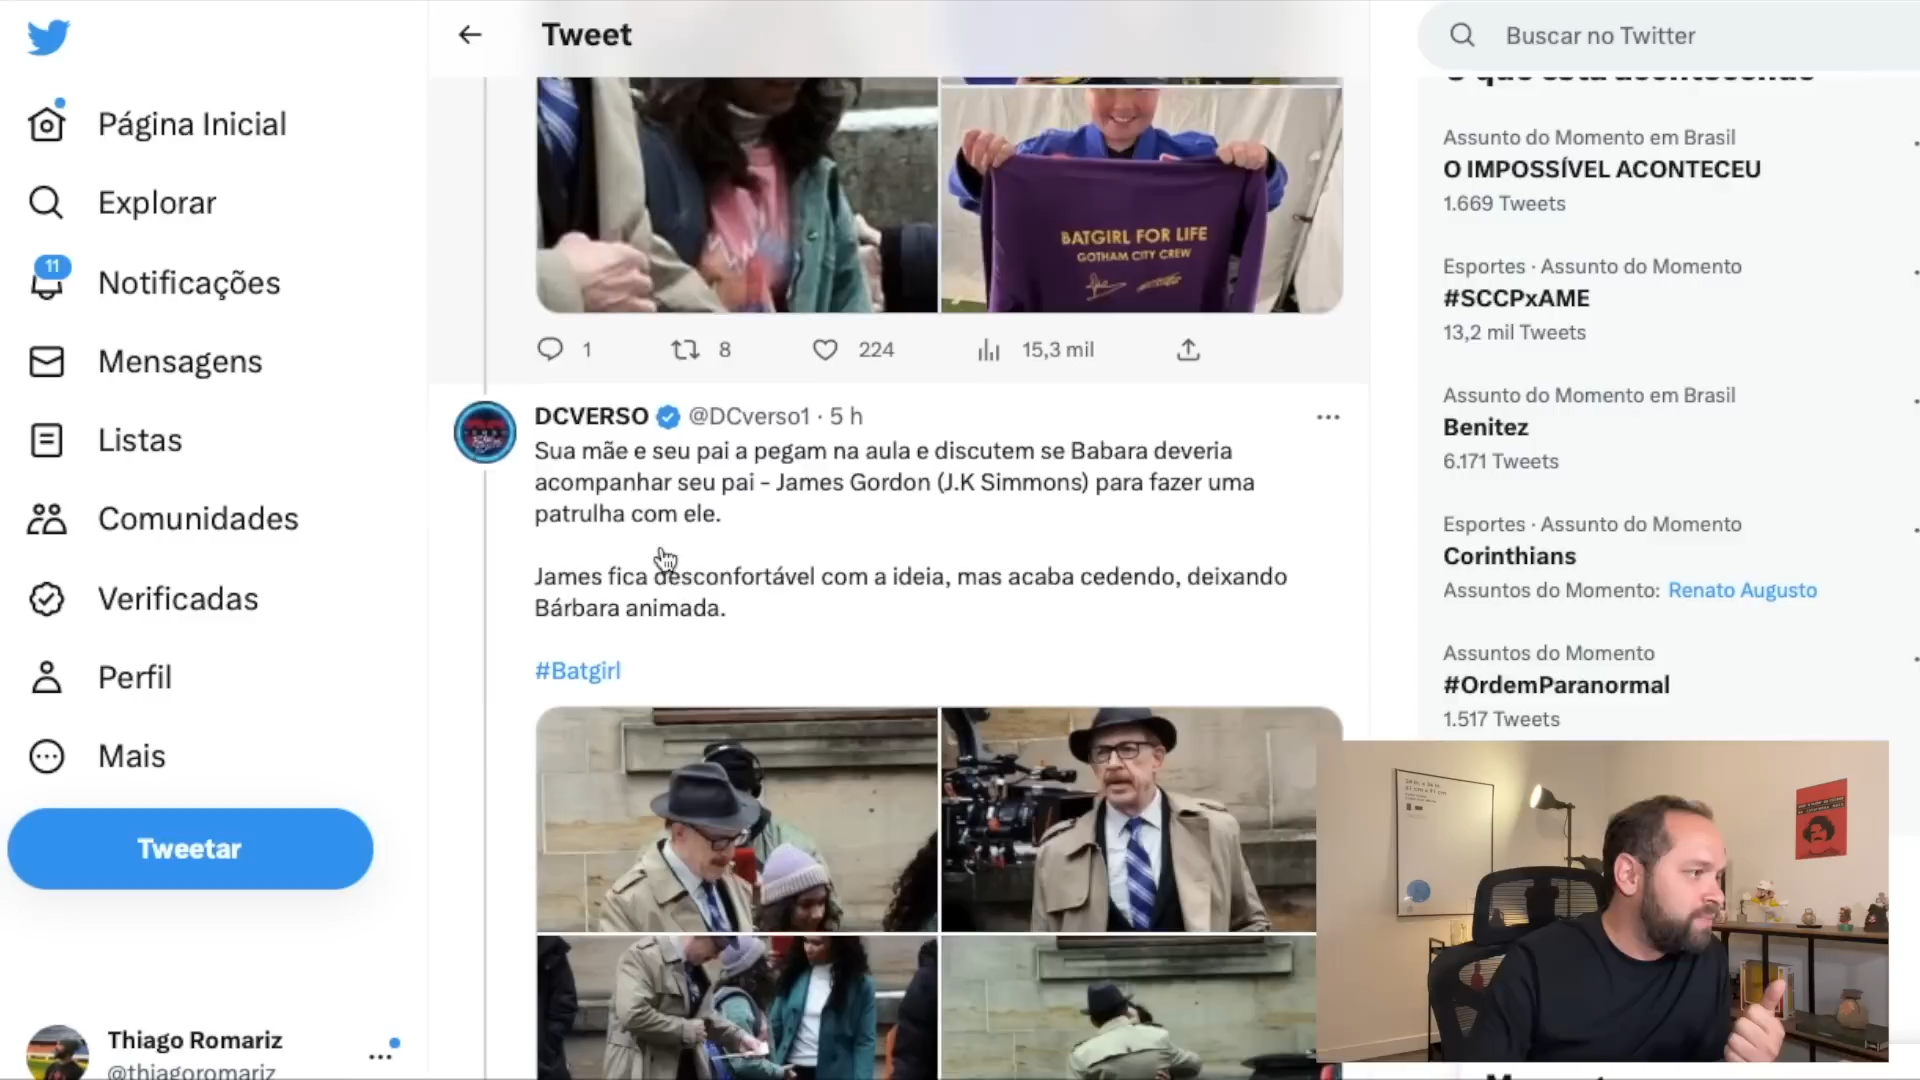 Tweet
Buscar no Twitter
Página Inicial
Explorar
11
Notificações
Mensagens
Listas
Comunidades
Verificadas
Perfil
Mais
Tweetar
Thiago Romariz
@thiagoromariz
BATGIRL FOR LIFE
GOTHAM CITY CREW
1
8
224
15,3 mil
DCVERSO @DCverso1 · 5 h
Sua mãe e seu pai a pegam na aula e discutem se Babara deveria
acompanhar seu pai – James Gordon (J.K Simmons) para fazer uma
patrulha com ele.
James fica desconfortável com a ideia, mas acaba cedendo, deixando
Bárbara animada.
#Batgirl
O que está acontecendo
Assunto do Momento em Brasil
O IMPOSSÍVEL ACONTECEU
1.669 Tweets
Esportes · Assunto do Momento
#SCCPxAME
13,2 mil Tweets
Assunto do Momento em Brasil
Benitez
6.171 Tweets
Esportes · Assunto do Momento
Corinthians
Assuntos do Momento: Renato Augusto
Assuntos do Momento
#OrdemParanormal
1.517 Tweets